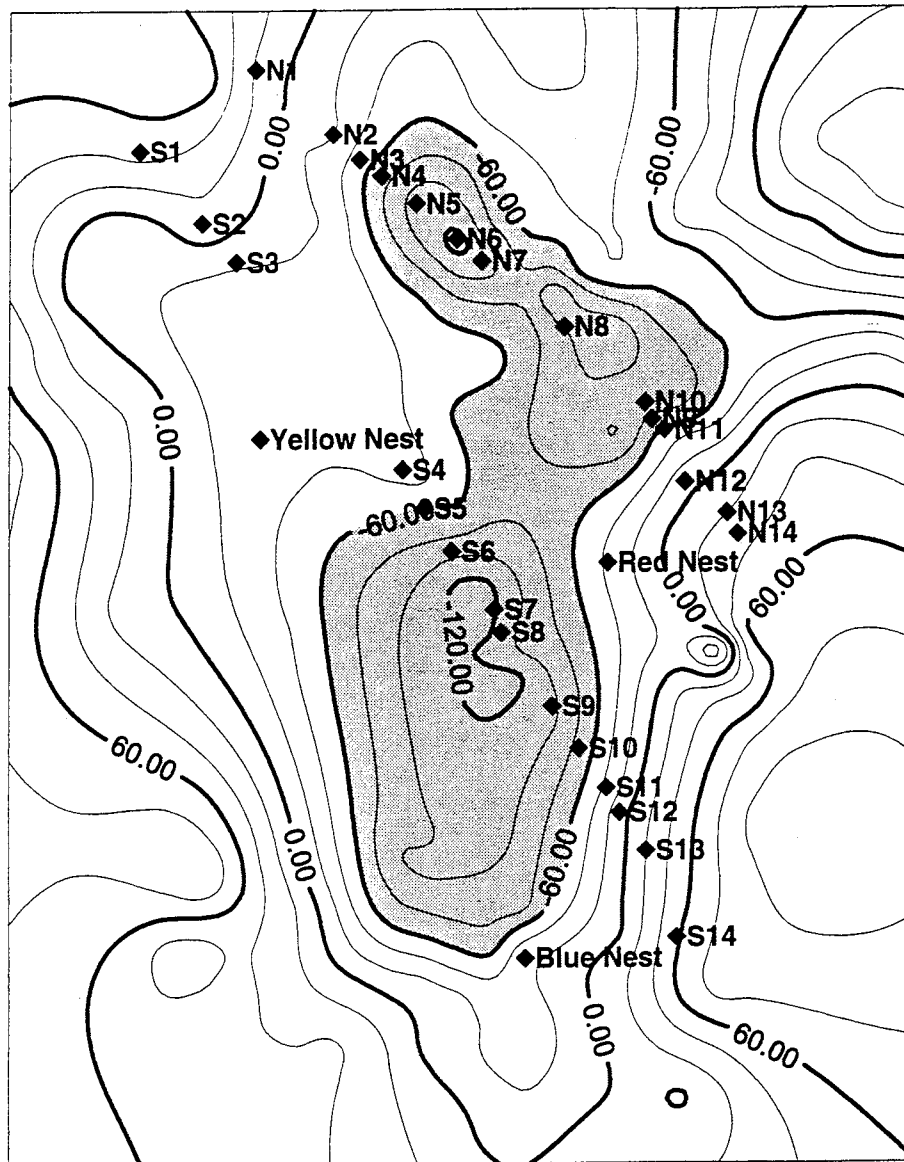 N1
0.00
N2
S1
N3
N4
-60.00
-60.00
N5
S2
N6
S3
N7
N8
N10
N9
N11
0.00
Yellow Nest
S4
N12
-60.00
S5
N13
N14
S6
Red Nest
0.00
60.00
S7
S8
-120.00
S9
60.00
S10
S11
S12
0.00
-60.00
S13
S14
Blue Nest
0.00
60.00